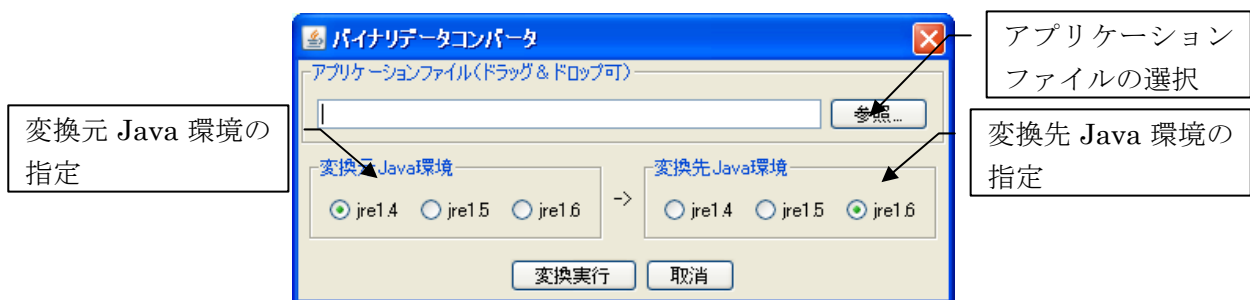 バイナリデータコンバータ
アプリケーション
ファイルの選択
アプリケーションファイル(ドラッグ&ドロップ可)
参照...
変換元 Java 環境の
指定
変換先 Java 環境の
指定
変換元Java環境
jre1.4 jre1.5 jre1.6
->
変換先Java環境
jre1.4 jre1.5 jre1.6
変換実行 取消